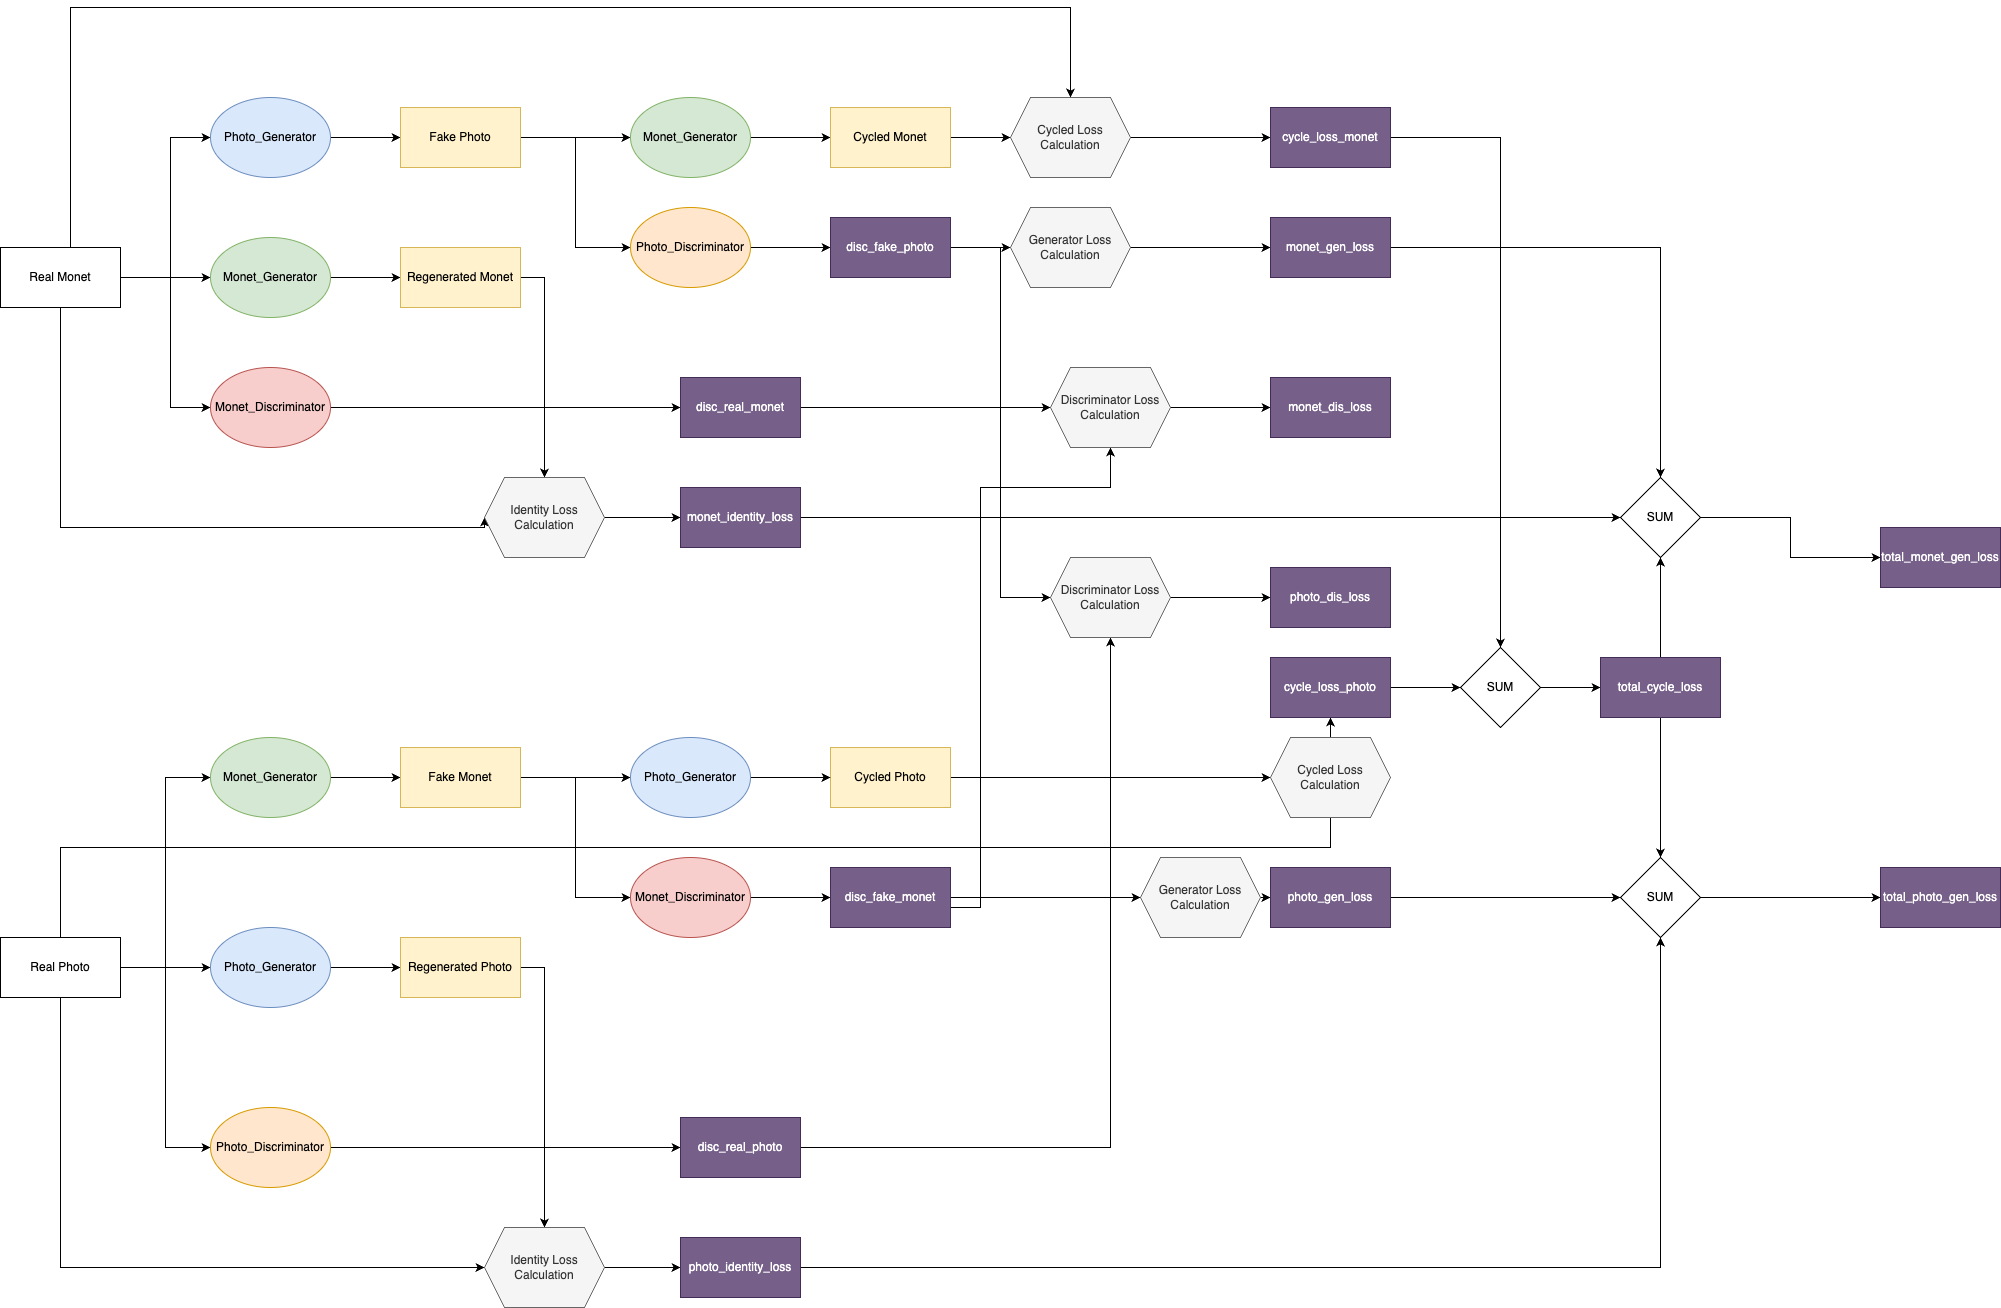 Photo_Generator
Fake Photo
Monet_Generator
Cycled Monet
Cycled Loss
Calculation
cycle_loss_monet
Photo_Discriminator
disc_fake_photo
Generator Loss
Calculation
monet_gen_loss
Real Monet
Monet_Generator
Regenerated Monet
Monet_Discriminator
disc_real_monet
Discriminator Loss
Calculation
monet_dis_loss
Identity Loss
Calculation
monet_identity_loss
SUM
total_monet_gen_loss
Discriminator Loss
Calculation
photo_dis_loss
cycle_loss_photo
SUM
total_cycle_loss
Monet_Generator
Fake Monet
Photo_Generator
Cycled Photo
Cycled Loss
Calculation
Monet_Discriminator
disc_fake_monet
Generator Loss
Calculation
photo_gen_loss
SUM
total_photo_gen_loss
Real Photo
Photo_Generator
Regenerated Photo
Photo_Discriminator
disc_real_photo
Identity Loss
Calculation
photo_identity_loss